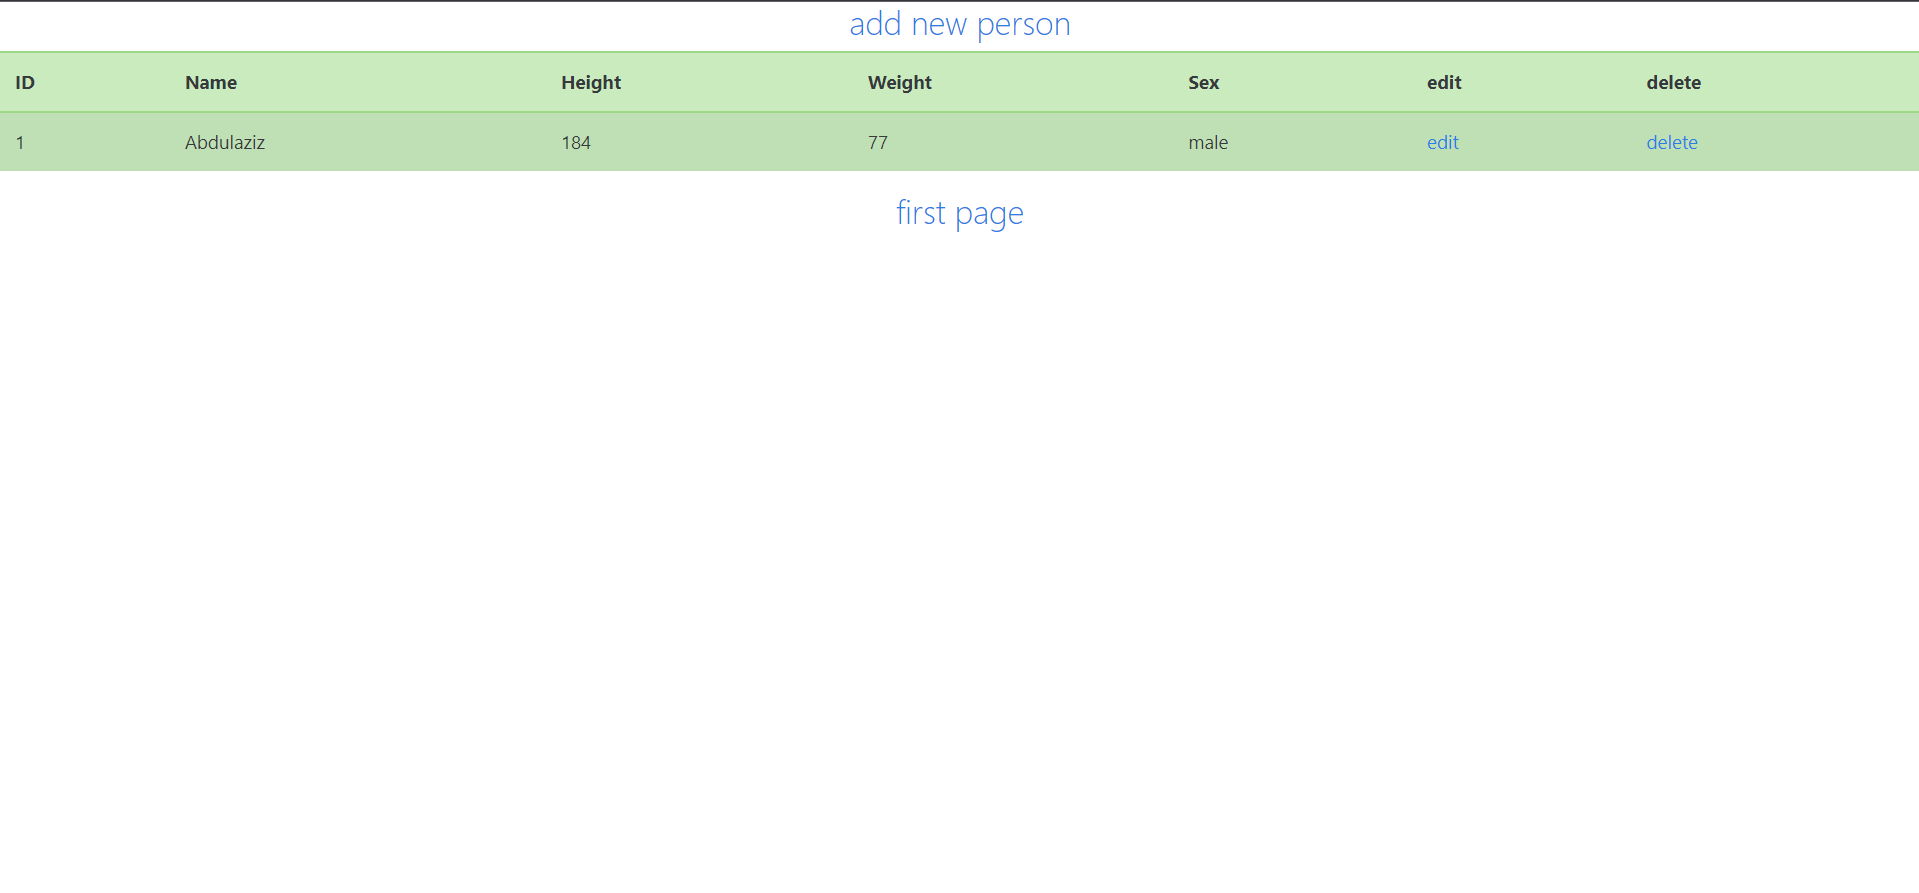 add new person
ID Name Height Weight Sex edit delete
1 Abdulaziz 184 77 male edit delete
first page